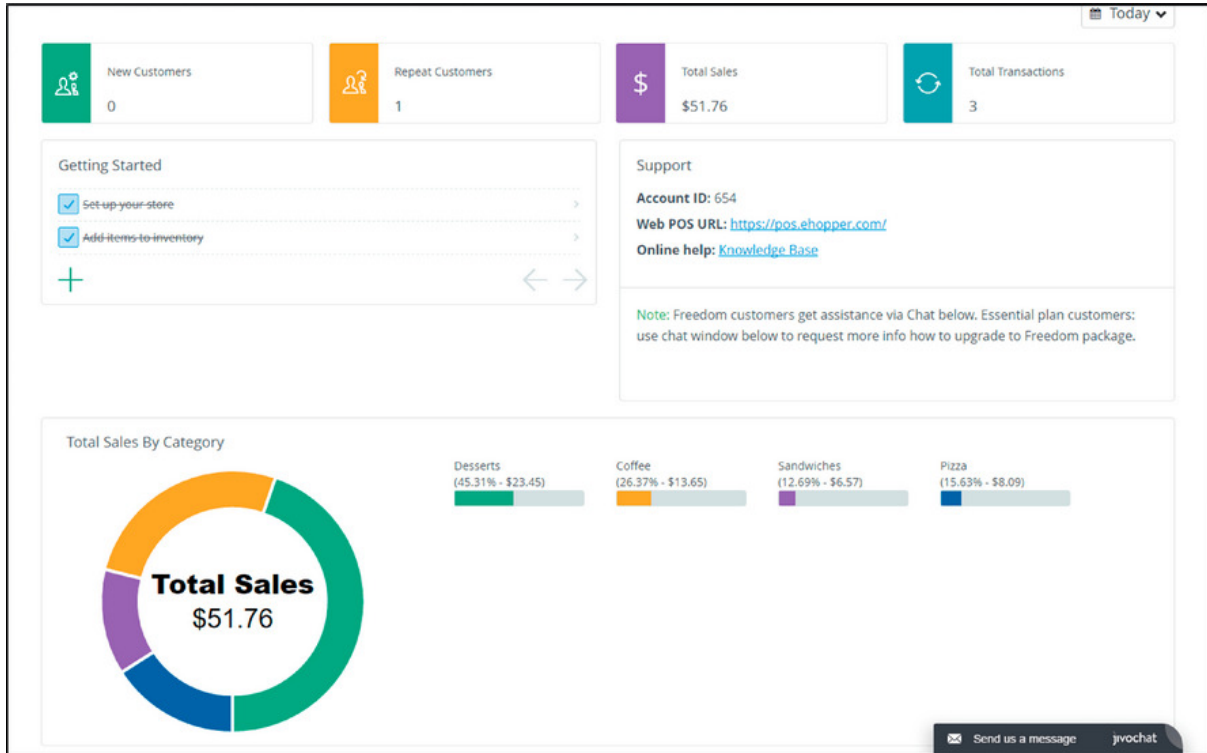 Today
New Customers
0
Repeat Customers
1
$
Total Sales
$51.76
Total Transactions
3
Getting Started
Set up your store
Add items to inventory
Support
Account ID: 654
Web POS URL: https://pos.ehopper.com/
Online help: Knowledge Base
Note: Freedom customers get assistance via Chat below. Essential plan customers:
use chat window below to request more info how to upgrade to Freedom package.
Total Sales By Category
Total Sales
$51.76
Desserts
(45.31% - $23.45)
Coffee
(26.37% - $13.65)
Sandwiches
(12.69% - $6.57)
Pizza
(15.63% - $8.09)
Send us a message jivochat